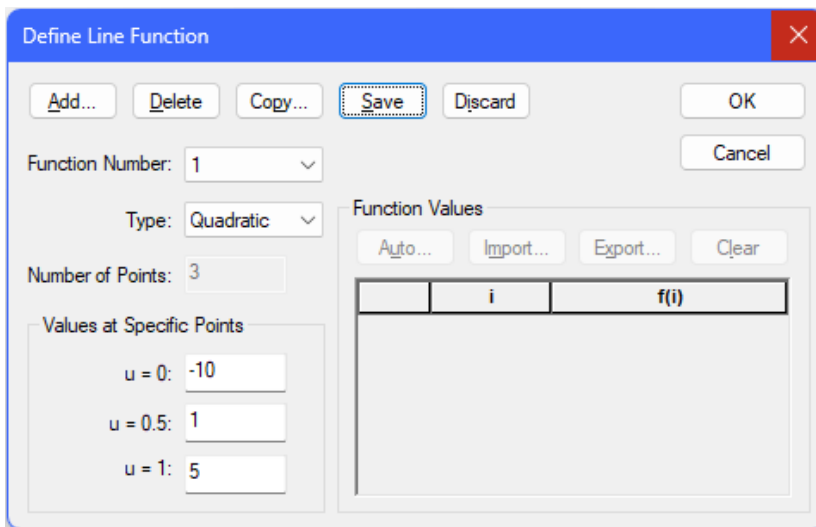 Define Line Function
Add... Delete Copy... Save Discard OK
Cancel
Function Number: 1
Type: Quadratic
Number of Points: 3
Values at Specific Points
u = 0: -10
u = 0.5: 1
u = 1: 5
Function Values
Auto... Import... Export... Clear
i f(i)